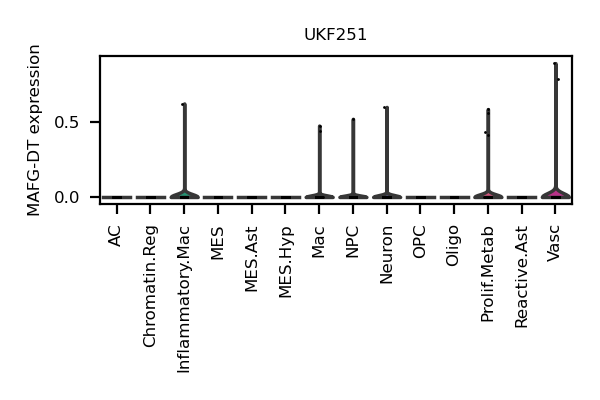 UKF251
MAFG-DT expression
0.5
0.0
AC
Chromatin.Reg
Inflammatory.Mac
MES
MES.Ast
MES.Hyp
Mac
NPC
Neuron
OPC
Oligo
Prolif.Metab
Reactive.Ast
Vasc